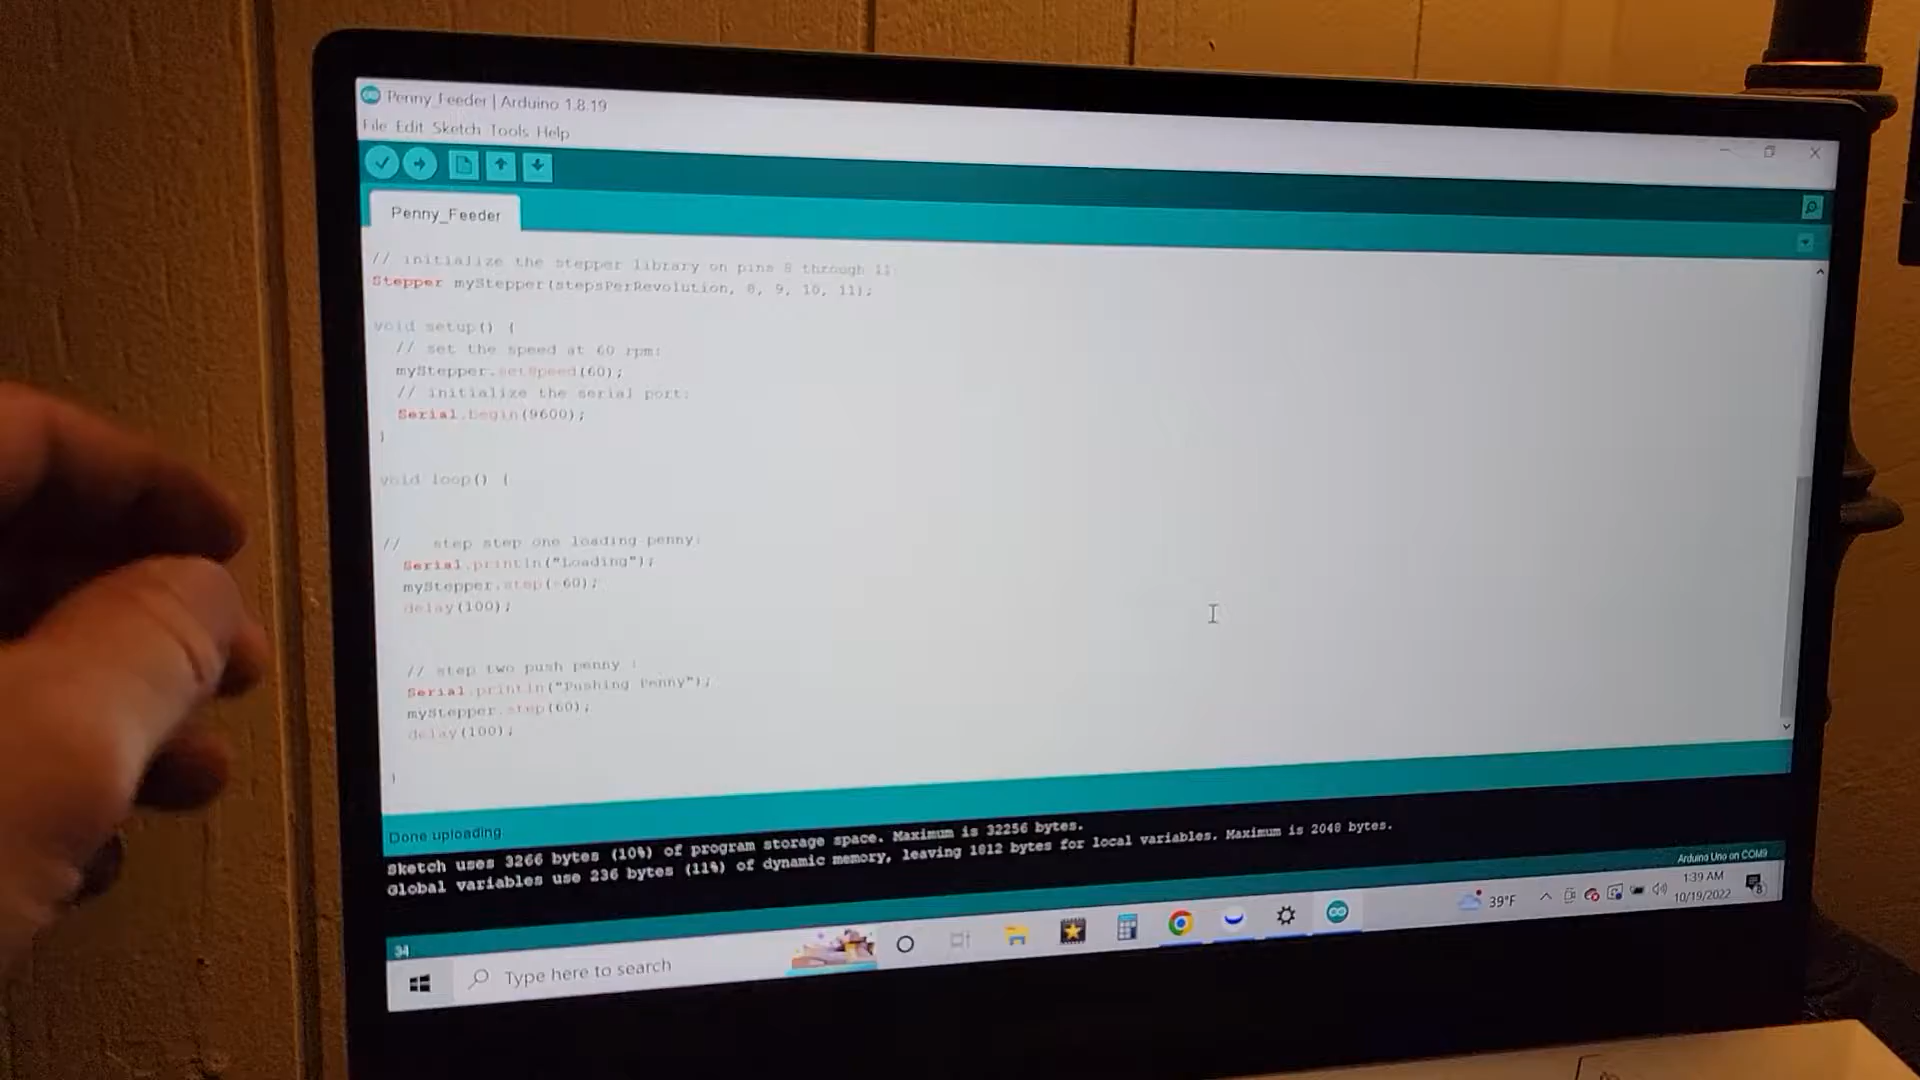 Penny_Feeder | Arduino 1.8.19
File Edit Sketch Tools Help
Penny_Feeder
// initialize the stepper library on pins 8 through 11:
Stepper myStepper(stepsPerRevolution, 8, 9, 10, 11);
void setup() {
// set the speed at 60 rpm:
myStepper.setSpeed(60);
// initialize the serial port:
Serial.begin(9600);
}
void loop() {
// step step one loading penny:
Serial.println("Loading");
myStepper.step(-60);
delay(100);
// step two push penny :
Serial.println("Pushing Penny");
myStepper.step(60);
delay(100);
}
Done uploading.
Sketch uses 3266 bytes (10%) of program storage space. Maximum is 32256 bytes.
Global variables use 236 bytes (11%) of dynamic memory, leaving 1812 bytes for local variables. Maximum is 2048 bytes.
34
Arduino Uno on COM9
Type here to search
39°F
1:39 AM
10/19/2022
8